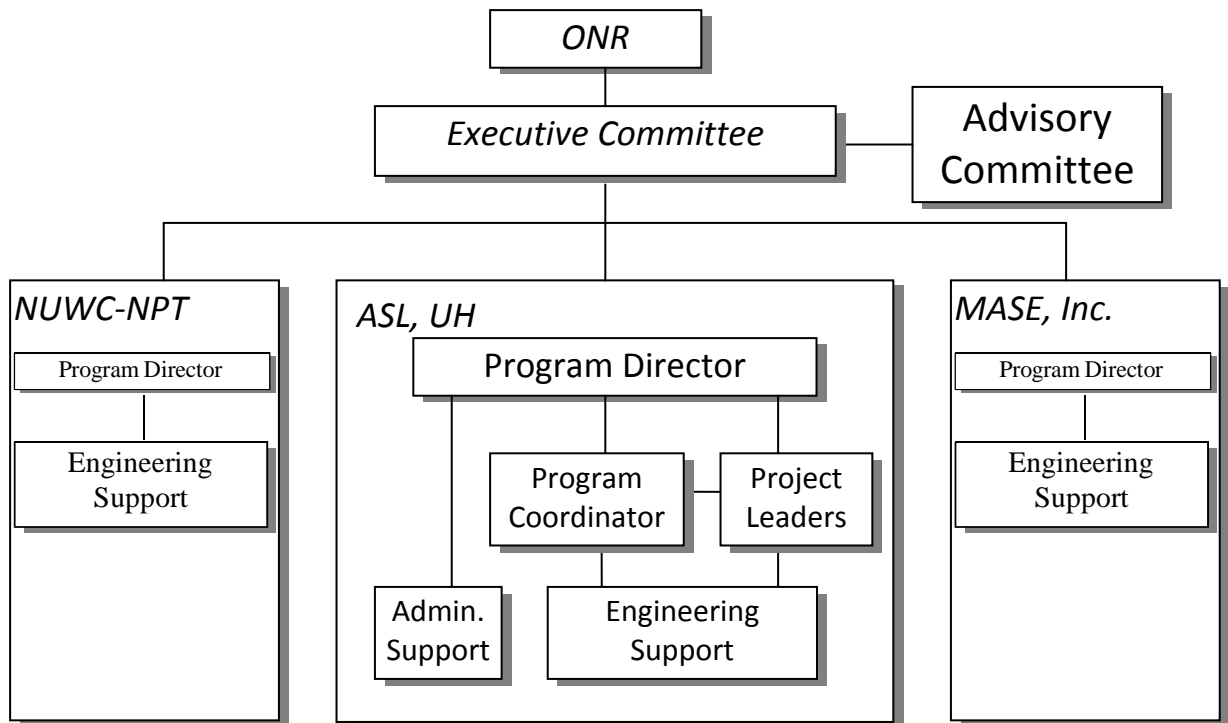 ONR
Executive Committee
Advisory
Committee
NUWC-NPT
Program Director
Engineering
Support
ASL, UH
Program Director
Program
Coordinator
Project
Leaders
Admin.
Support
Engineering
Support
MASE, Inc.
Program Director
Engineering
Support